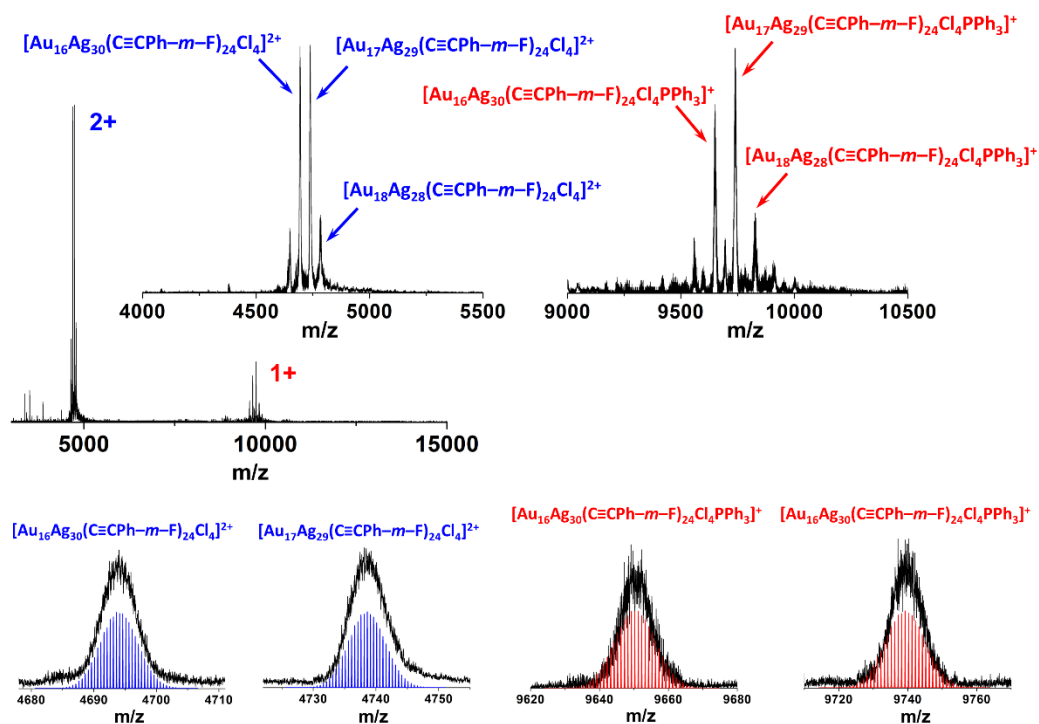 [Au₁₆Ag₃₀(C≡CPh–m–F)₂₄Cl₄]²⁺
[Au₁₇Ag₂₉(C≡CPh–m–F)₂₄Cl₄]²⁺
[Au₁₈Ag₂₈(C≡CPh–m–F)₂₄Cl₄]²⁺
4000 4500 5000 5500
m/z
[Au₁₇Ag₂₉(C≡CPh–m–F)₂₄Cl₄PPh₃]⁺
[Au₁₆Ag₃₀(C≡CPh–m–F)₂₄Cl₄PPh₃]⁺
[Au₁₈Ag₂₈(C≡CPh–m–F)₂₄Cl₄PPh₃]⁺
9000 9500 10000 10500
m/z
2+
1+
5000 10000 15000
m/z
[Au₁₆Ag₃₀(C≡CPh–m–F)₂₄Cl₄]²⁺
4680 4690 4700 4711
m/z
[Au₁₇Ag₂₉(C≡CPh–m–F)₂₄Cl₄]²⁺
4730 4740 4750
m/z
[Au₁₆Ag₃₀(C≡CPh–m–F)₂₄Cl₄PPh₃]⁺
9620 9640 9660 9680
m/z
[Au₁₆Ag₃₀(C≡CPh–m–F)₂₄Cl₄PPh₃]⁺
9720 9740 9760
m/z